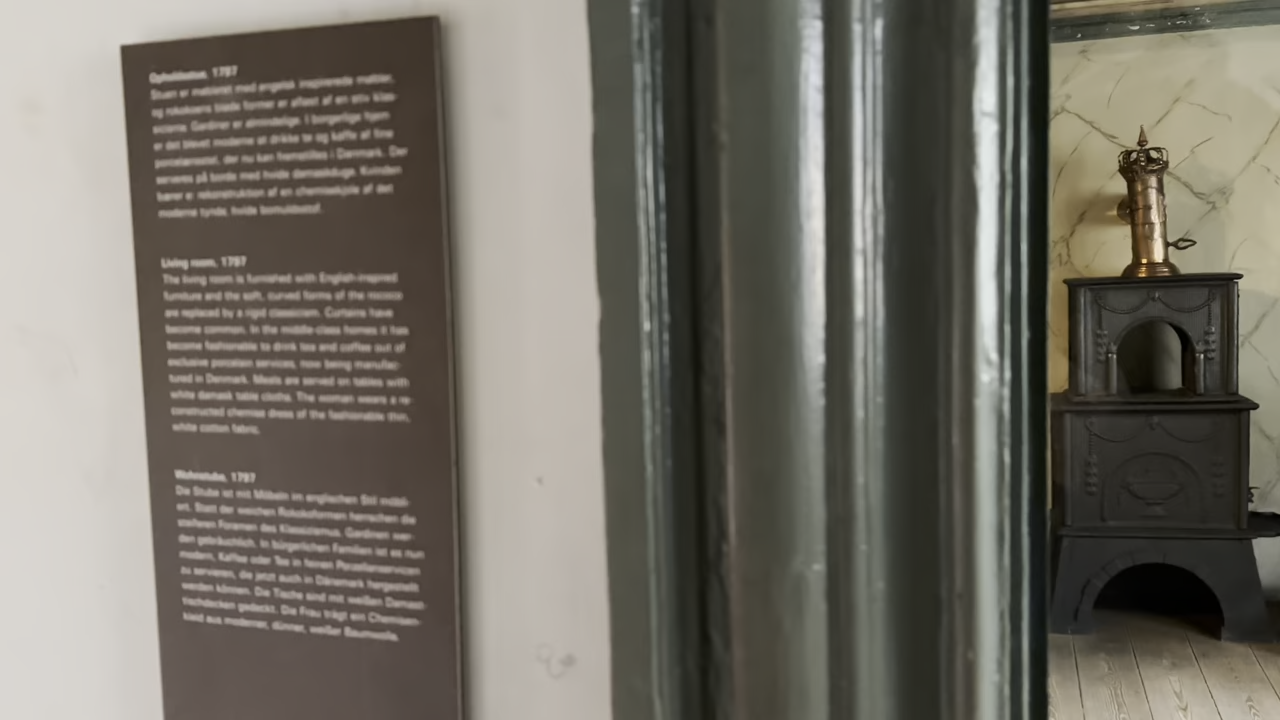 Opholdsstue, 1797
Stuen er møbleret med engelsk inspirerede møbler,
og rokokoens bløde former er afløst af en stiv klas-
sicisme. Gardiner er almindelige. I borgerlige hjem
er det blevet moderne at drikke te og kaffe af fine
porcelænsstel, der nu kan fremstilles i Danmark. Der
serveres på borde med hvide damaskduge. Kvinden
bærer e rekonstruktion af en chemisekjole af det
moderne tynde, hvide bomuldsstof.
Living room, 1797
The living room is furnished with English-inspired
furniture and the soft, curved forms of the rococo
are replaced by a rigid classicism. Curtains have
become common. In the middle-class homes it has
become fashionable to drink tea and coffee out of
exclusive porcelain services, now being manufac-
tured in Denmark. Meals are served on tables with
white damask table cloths. The woman wears a re-
constructed chemise dress of the fashionable thin,
white cotton fabric.
Wohnstube, 1797
Die Stube ist mit Möbeln im englischen Stil möbli-
ert. Statt der weichen Rokokoformen herrschen die
steiferen Foremen des Klassizismus. Gardinen wer-
den gebräuchlich. In bürgerlichen Familien ist es nun
modern, Kaffee oder Tee in feinen Porzellanservicen
zu servieren, die jetzt auch in Dänemark hergestellt
werden können. Die Tische sind mit weißen Damast-
tischdecken gedeckt. Die Frau trägt ein Chemisen-
kleid aus moderner, dünner, weißer Baumwolle.